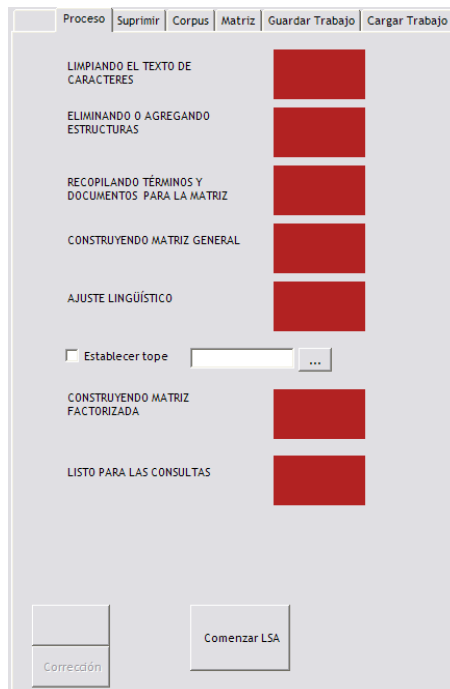 Proceso Suprimir Corpus Matriz Guardar Trabajo Cargar Trabajo
LIMPIANDO EL TEXTO DE
CARACTERES
ELIMINANDO O AGREGANDO
ESTRUCTURAS
RECOPILANDO TÉRMINOS Y
DOCUMENTOS PARA LA MATRIZ
CONSTRUYENDO MATRIZ GENERAL
AJUSTE LINGÜÍSTICO
Establecer tope ...
CONSTRUYENDO MATRIZ
FACTORIZADA
LISTO PARA LAS CONSULTAS
Comenzar LSA
Corrección